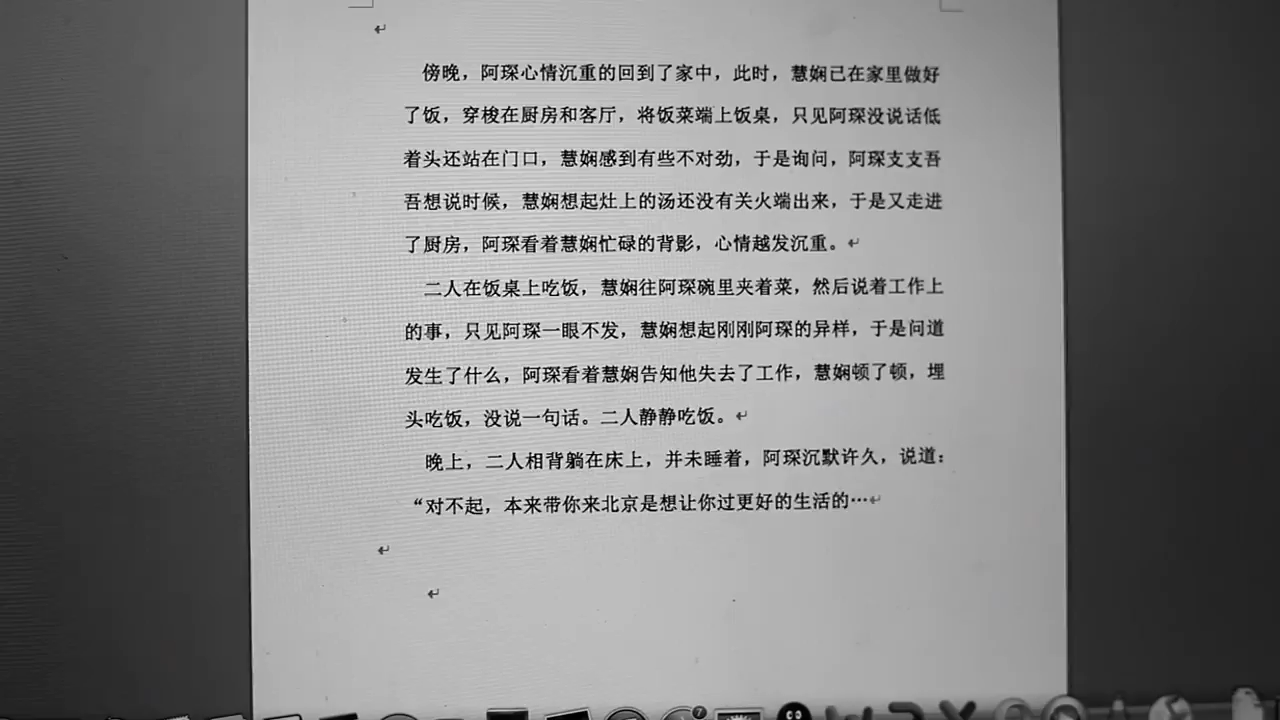 傍晚，阿琛心情沉重的回到了家中，此时，慧娴已在家里做好
了饭，穿梭在厨房和客厅，将饭菜端上饭桌，只见阿琛没说话低
着头还站在门口，慧娴感到有些不对劲，于是询问，阿琛支支吾
吾想说时候，慧娴想起灶上的汤还没有关火端出来，于是又走进
了厨房，阿琛看着慧娴忙碌的背影，心情越发沉重。
二人在饭桌上吃饭，慧娴往阿琛碗里夹着菜，然后说着工作上
的事，只见阿琛一眼不发，慧娴想起刚刚阿琛的异样，于是问道
发生了什么，阿琛看着慧娴告知他失去了工作，慧娴顿了顿，埋
头吃饭，没说一句话。二人静静吃饭。
晚上，二人相背躺在床上，并未睡着，阿琛沉默许久，说道：
“对不起，本来带你来北京是想让你过更好的生活的…
7